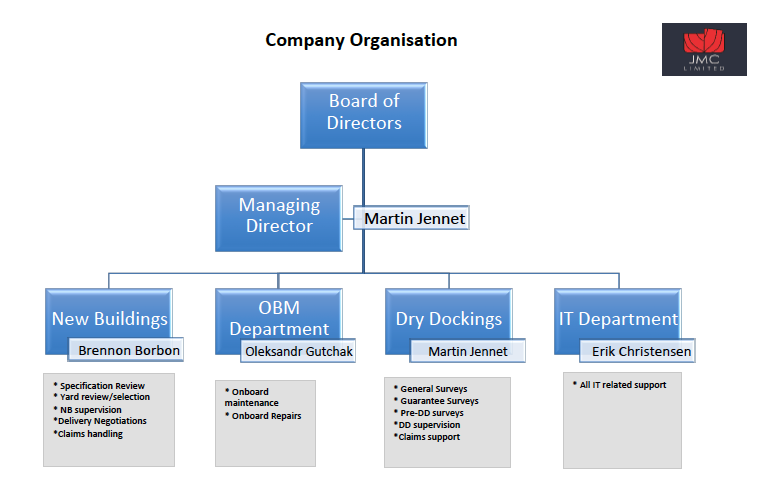 Company Organisation
JMC
LIMITED
Board of
Directors
Managing
Director
Martin Jennet
New Buildings
Brennon Borbon
OBM
Department
Oleksandr Gutchak
Dry Dockings
Martin Jennet
IT Department
Erik Christensen
* Specification Review
* Yard review/selection
* NB supervision
*Delivery Negotiations
*Claims handling
* Onboard
maintenance
* Onboard Repairs
* General Surveys
* Guarantee Surveys
* Pre-DD surveys
*DD supervision
*Claims support
* All IT related support